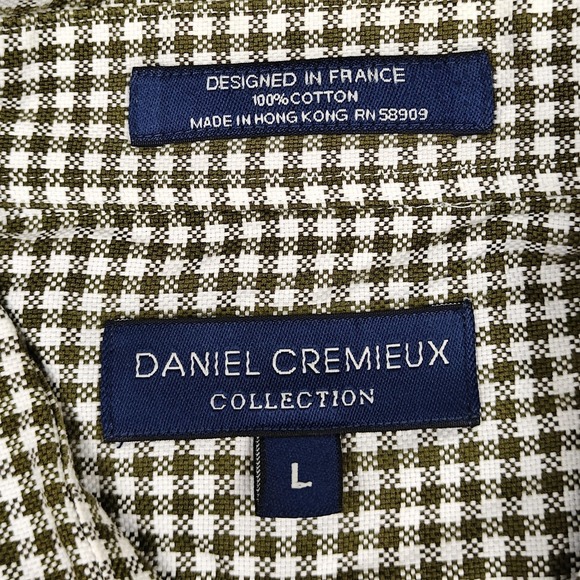 DESIGNED IN FRANCE
100% COTTON
MADE IN HONG KONG RN 58909
DANIEL CREMIEUX
COLLECTION
L